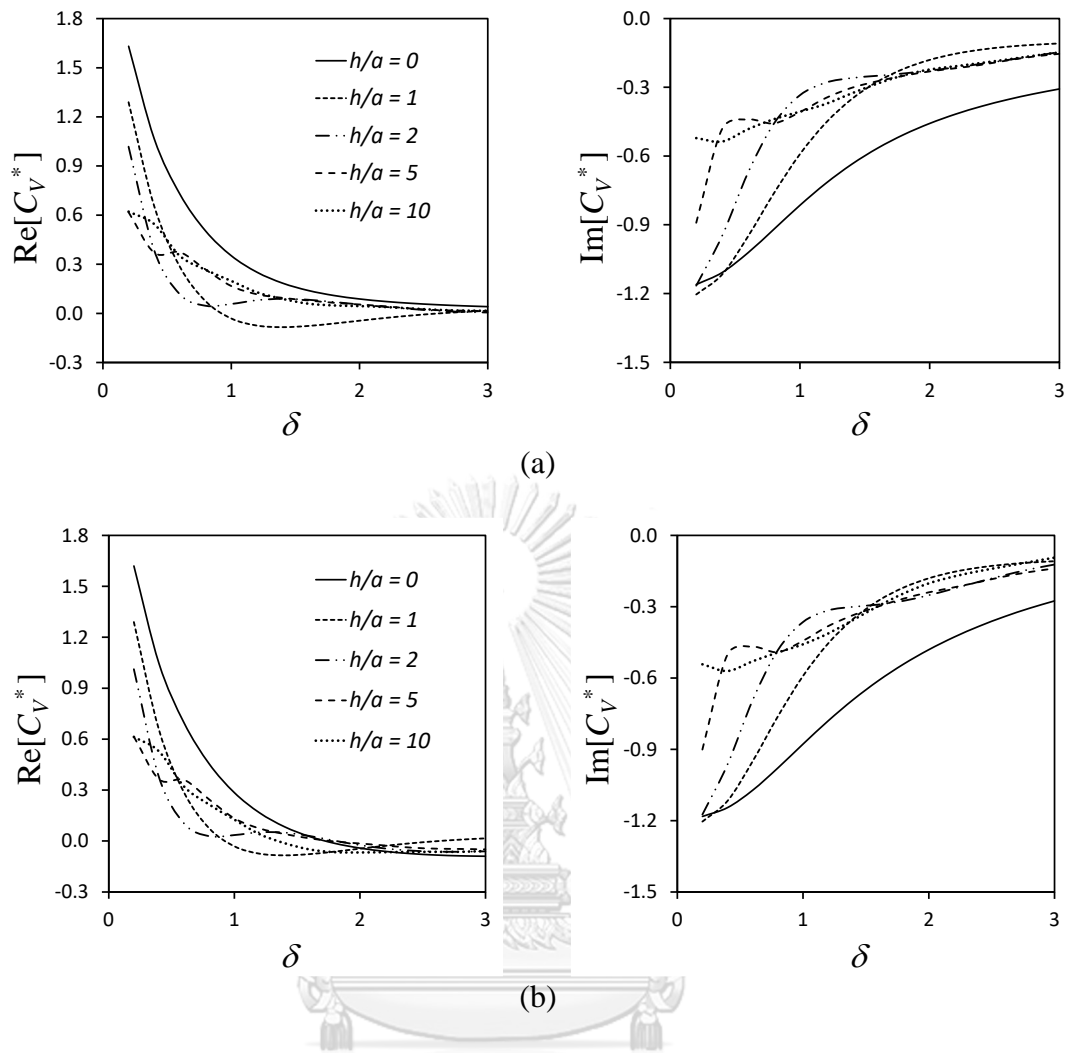 1.8
1.5
1.2
0.9
0.6
0.3
0.0
-0.3
0 1 2 3
Re[C_V^*]
δ
h/a = 0
h/a = 1
h/a = 2
h/a = 5
h/a = 10
0.0
-0.3
-0.6
-0.9
-1.2
-1.5
0 1 2 3
Im[C_V^*]
δ
(a)
1.8
1.5
1.2
0.9
0.6
0.3
0.0
-0.3
0 1 2 3
Re[C_V^*]
δ
h/a = 0
h/a = 1
h/a = 2
h/a = 5
h/a = 10
0.0
-0.3
-0.6
-0.9
-1.2
-1.5
0 1 2 3
Im[C_V^*]
δ
(b)